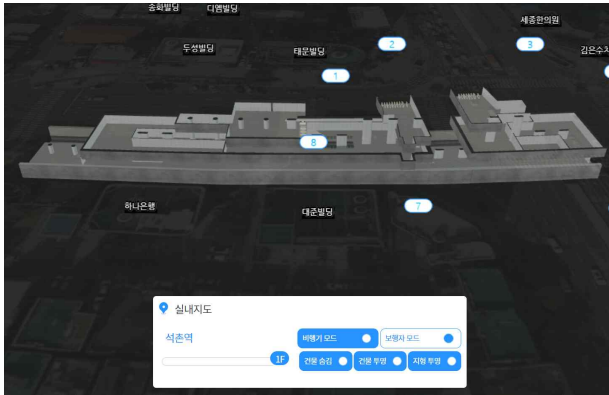 송화빌딩 디엠빌딩
세종한의원
두성빌딩 태문빌딩 2 3
1
8
하나은행 대준빌딩 7
실내지도
석촌역 비행기 모드 보행자 모드
1F 건물 숨김 건물 투명 지형 투명